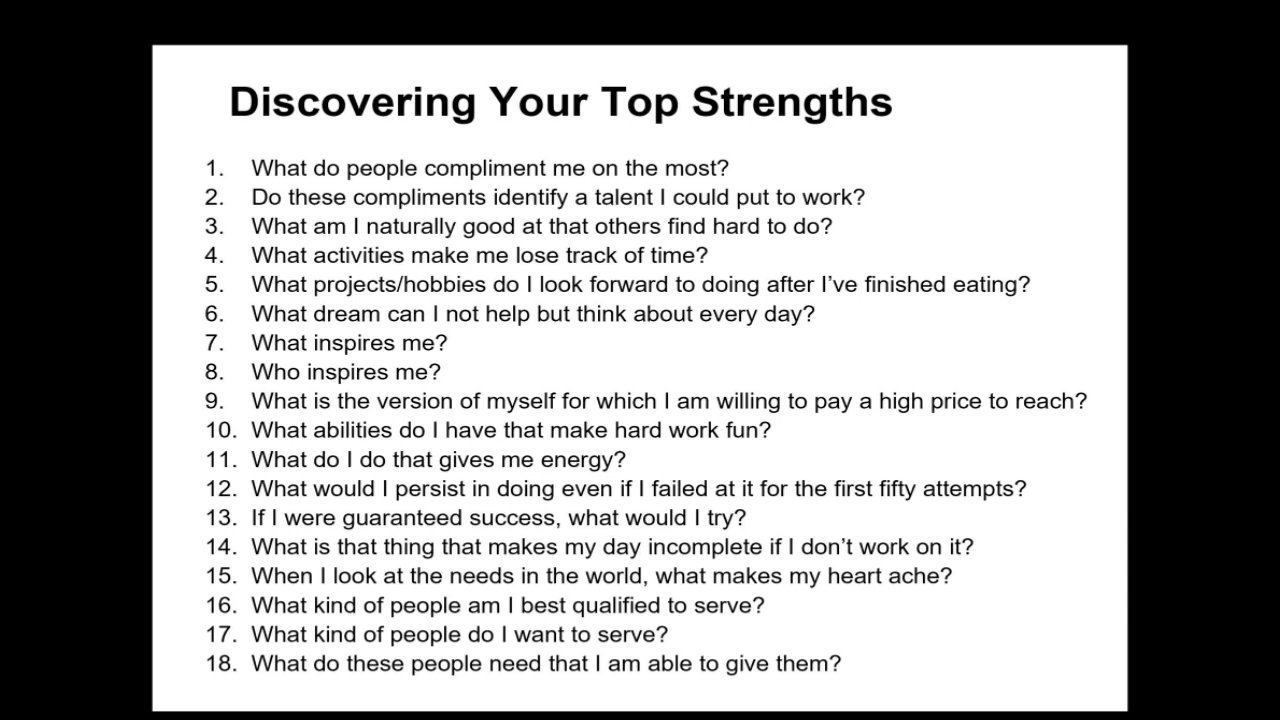 Discovering Your Top Strengths
1. What do people compliment me on the most?
2. Do these compliments identify a talent I could put to work?
3. What am I naturally good at that others find hard to do?
4. What activities make me lose track of time?
5. What projects/hobbies do I look forward to doing after I’ve finished eating?
6. What dream can I not help but think about every day?
7. What inspires me?
8. Who inspires me?
9. What is the version of myself for which I am willing to pay a high price to reach?
10. What abilities do I have that make hard work fun?
11. What do I do that gives me energy?
12. What would I persist in doing even if I failed at it for the first fifty attempts?
13. If I were guaranteed success, what would I try?
14. What is that thing that makes my day incomplete if I don’t work on it?
15. When I look at the needs in the world, what makes my heart ache?
16. What kind of people am I best qualified to serve?
17. What kind of people do I want to serve?
18. What do these people need that I am able to give them?